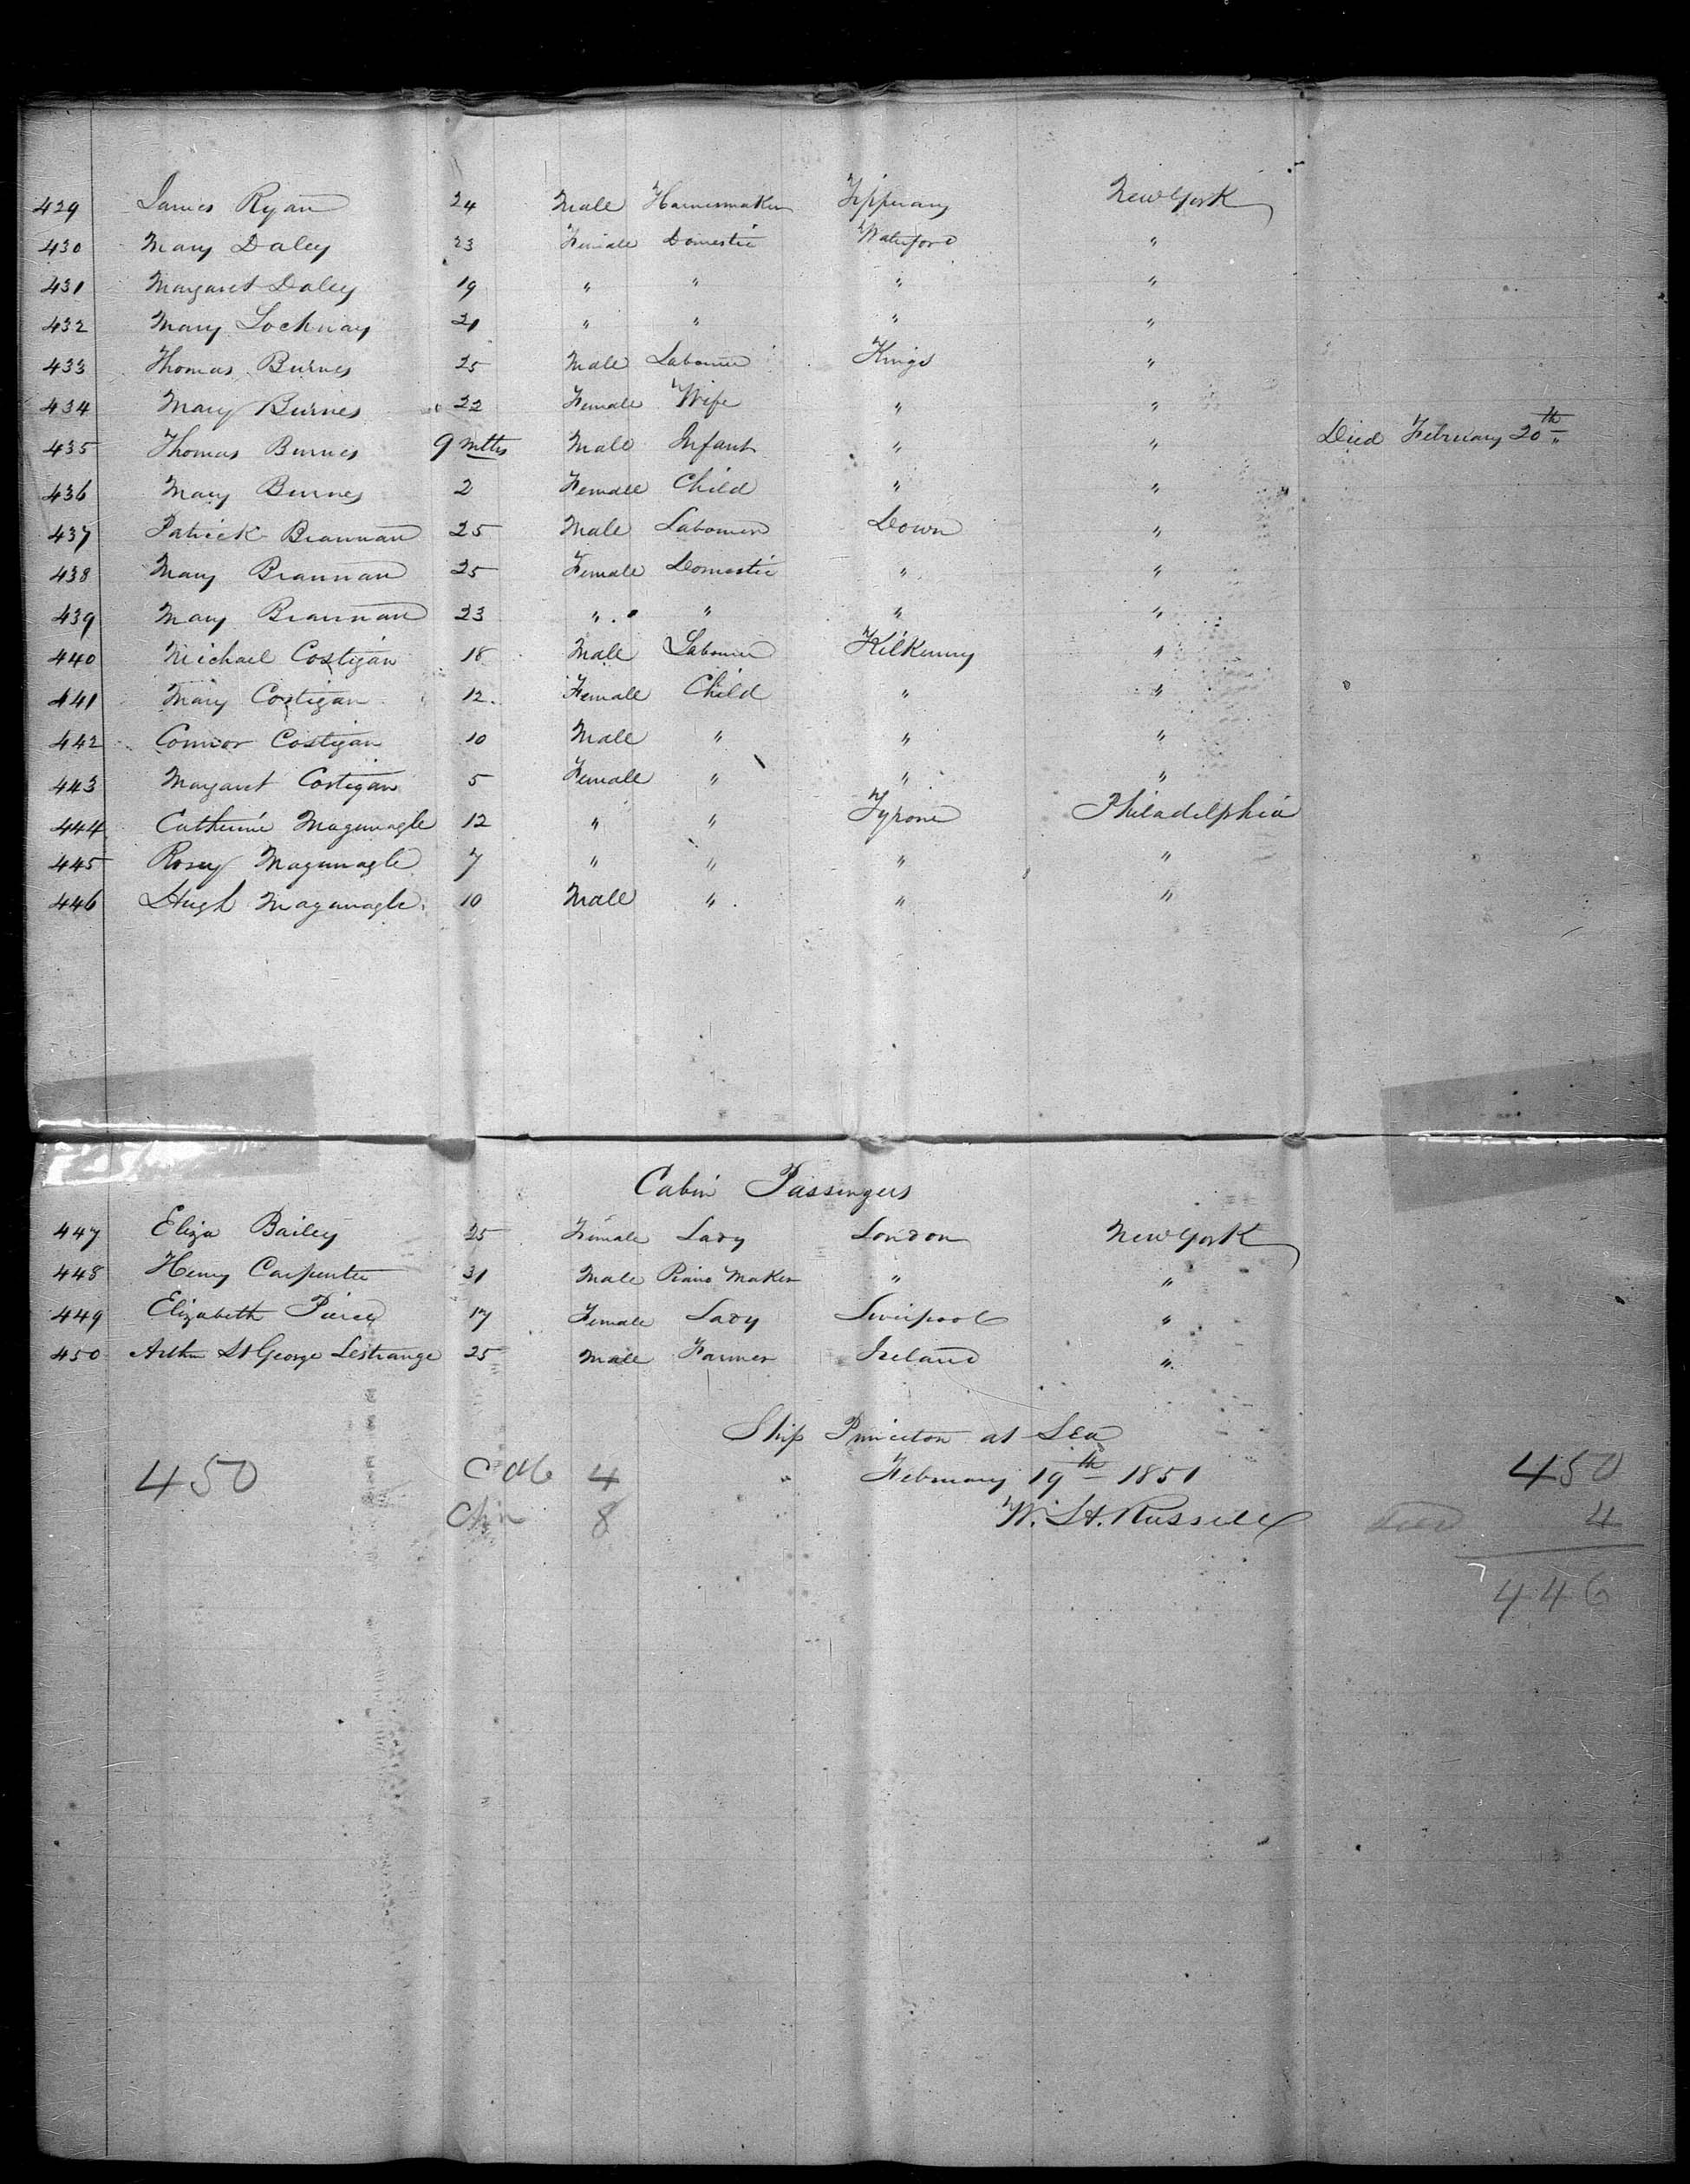 429 James Ryan 24 Male Harnessmaker Tipperary New York
430 Mary Daley 23 Female Domestic Waterford "
431 Margaret Daley 19 " " " "
432 Mary Lochnay 21 " " " "
433 Thomas Burnes 25 Male Labourer Kings "
434 Mary Burnes 22 Female Wife " "
435 Thomas Burnes 9 mths Male Infant " " Died February 20th "
436 Mary Burnes 2 Female Child " "
437 Patrick Brannan 25 Male Labourer Down "
438 Mary Brannan 25 Female Domestic " "
439 Mary Brannan 23 " " " "
440 Michael Costigan 18 Male Labourer Kilkenny "
441 Mary Costigan 12 Female Child " "
442 Connor Costigan 10 Male " " "
443 Margaret Costigan 5 Female " " "
444 Catherine Magunagle 12 " " Tyrone Philadelphia
445 Rosey Magunagle 7 " " " "
446 Hugh Magunagle 10 Male " " "
Cabin Passengers
447 Eliza Bailey 25 Female Lady London New York
448 Henry Carpenter 31 Male Piano Maker " "
449 Elizabeth Pierce 17 Female Lady Liverpool "
450 Arthr St George Lestrange 25 Male Farmer Ireland "
Ship Princeton at Sea
450 Cab 4 " February 19th 1851 450
8 W. H. Russell 4
446